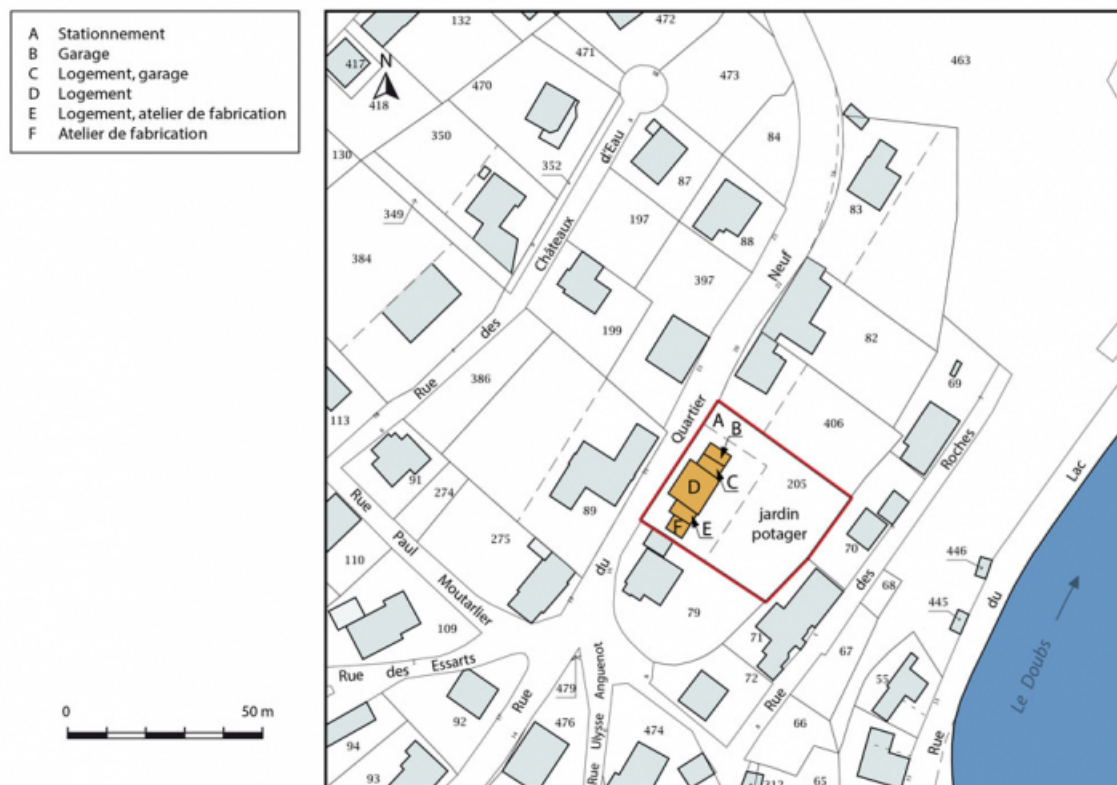 A Stationnement
B Garage
C Logement, garage
D Logement
E Logement, atelier de fabrication
F Atelier de fabrication
0 50 m
N
132
472
417
471
473
463
418
470
350
84
130
352
d'Eau
87
349
83
197
88
384
Châteaux
397
Neuf
des
199
82
386
Rue
69
Quartier
A
B
406
113
Roches
Lac
91
C
205
D
274
jardin
potager
89
F
E
Rue
275
70
Paul
du
446
110
des
68
du
Moutarlier
79
445
109
71
67
Le Doubs
Rue des Essarts
Rue Ulysse Anguenot
479
72
55
Rue
92
Rue
476
474
66
Rue
94
93
312
65